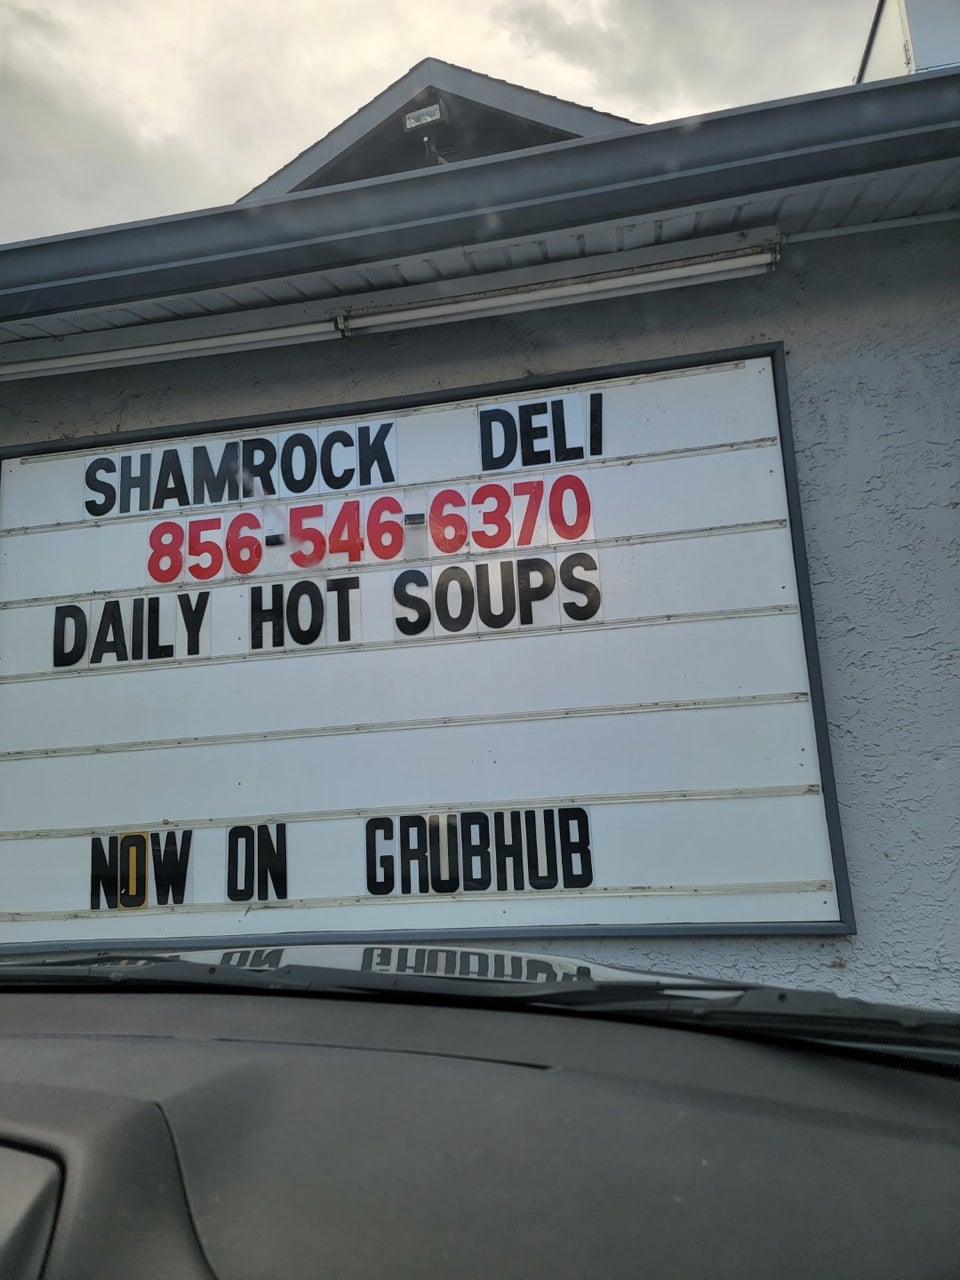 SHAMROCK DELI
856-546-6370
DAILY HOT SOUPS
NOW ON GRUBHUB